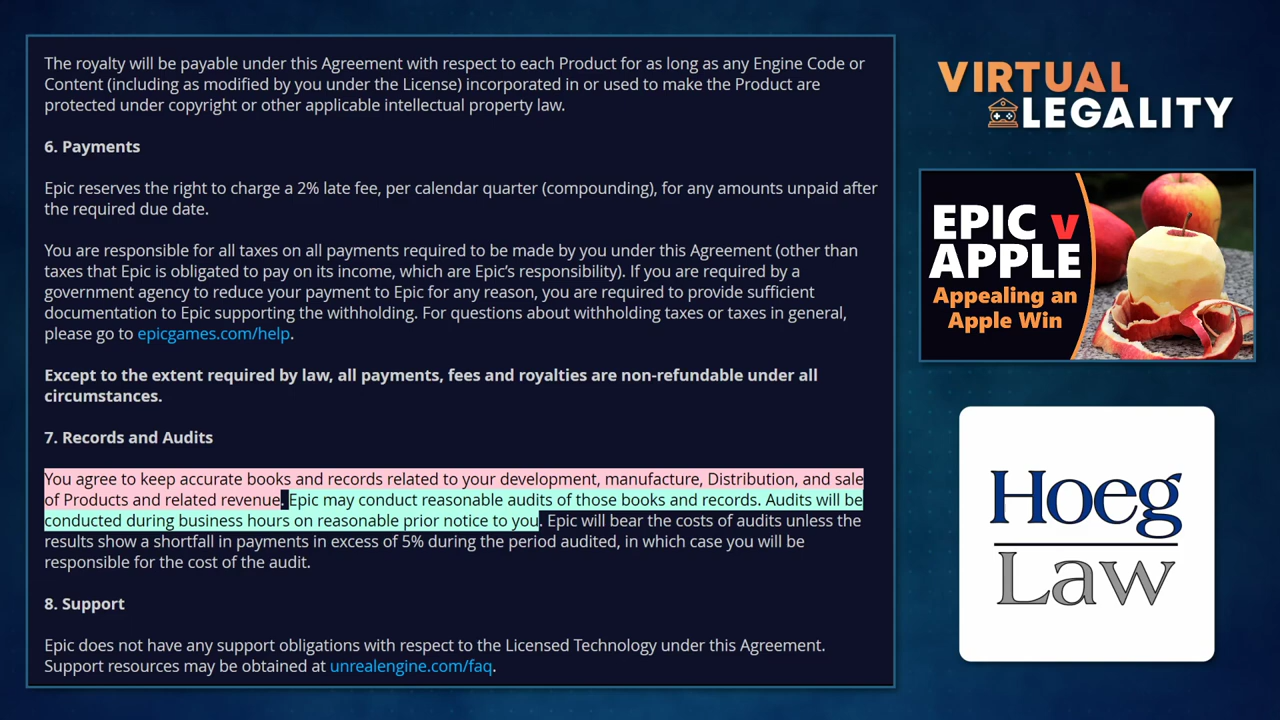 The royalty will be payable under this Agreement with respect to each Product for as long as any Engine Code or
Content (including as modified by you under the License) incorporated in or used to make the Product are
protected under copyright or other applicable intellectual property law.
6. Payments
Epic reserves the right to charge a 2% late fee, per calendar quarter (compounding), for any amounts unpaid after
the required due date.
You are responsible for all taxes on all payments required to be made by you under this Agreement (other than
taxes that Epic is obligated to pay on its income, which are Epic’s responsibility). If you are required by a
government agency to reduce your payment to Epic for any reason, you are required to provide sufficient
documentation to Epic supporting the withholding. For questions about withholding taxes or taxes in general,
please go to epicgames.com/help.
Except to the extent required by law, all payments, fees and royalties are non-refundable under all
circumstances.
7. Records and Audits
You agree to keep accurate books and records related to your development, manufacture, Distribution, and sale
of Products and related revenue. Epic may conduct reasonable audits of those books and records. Audits will be
conducted during business hours on reasonable prior notice to you. Epic will bear the costs of audits unless the
results show a shortfall in payments in excess of 5% during the period audited, in which case you will be
responsible for the cost of the audit.
8. Support
Epic does not have any support obligations with respect to the Licensed Technology under this Agreement.
Support resources may be obtained at unrealengine.com/faq.
VIRTUAL
LEGALITY
EPIC v
APPLE
Appealing an
Apple Win
Hoeg
Law